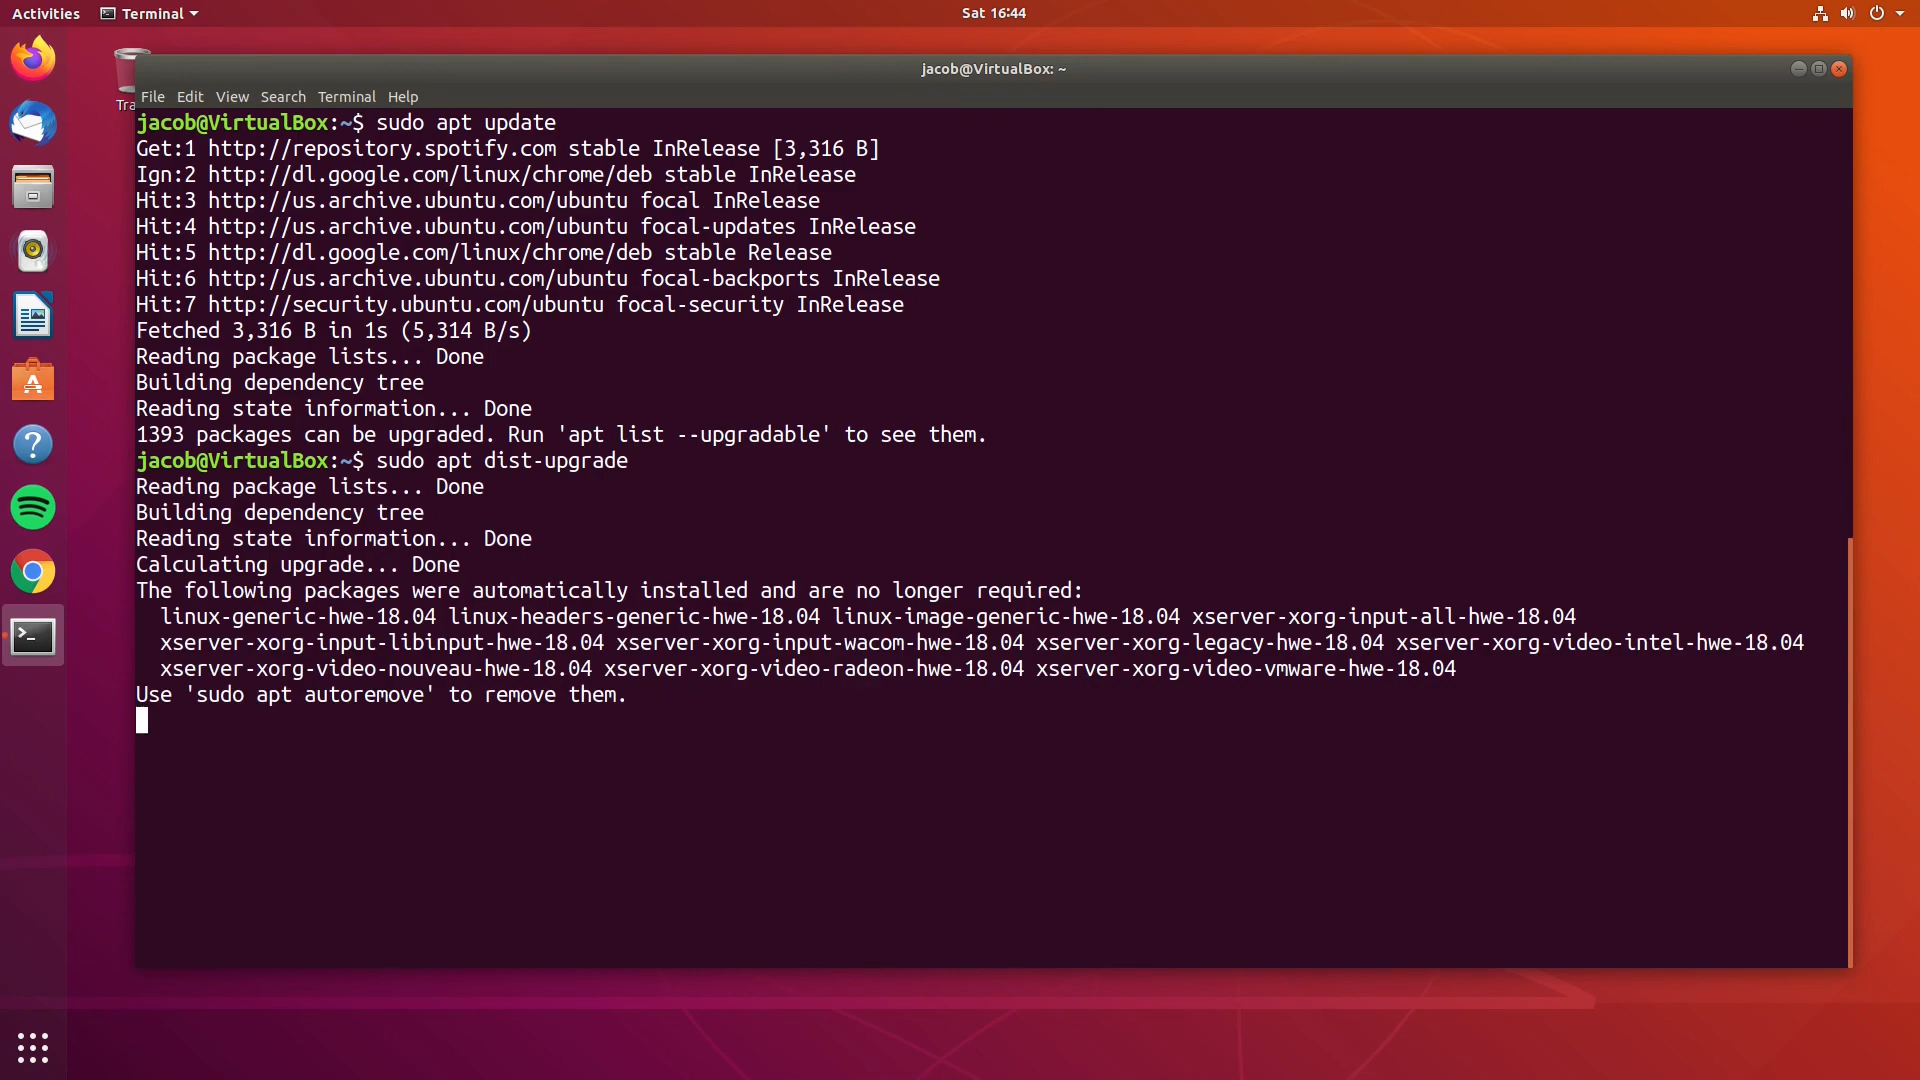 Activities Terminal Sat 16:44
jacob@VirtualBox: ~
File Edit View Search Terminal Help
jacob@VirtualBox:~$ sudo apt update
Get:1 http://repository.spotify.com stable InRelease [3,316 B]
Ign:2 http://dl.google.com/linux/chrome/deb stable InRelease
Hit:3 http://us.archive.ubuntu.com/ubuntu focal InRelease
Hit:4 http://us.archive.ubuntu.com/ubuntu focal-updates InRelease
Hit:5 http://dl.google.com/linux/chrome/deb stable Release
Hit:6 http://us.archive.ubuntu.com/ubuntu focal-backports InRelease
Hit:7 http://security.ubuntu.com/ubuntu focal-security InRelease
Fetched 3,316 B in 1s (5,314 B/s)
Reading package lists... Done
Building dependency tree
Reading state information... Done
1393 packages can be upgraded. Run 'apt list --upgradable' to see them.
jacob@VirtualBox:~$ sudo apt dist-upgrade
Reading package lists... Done
Building dependency tree
Reading state information... Done
Calculating upgrade... Done
The following packages were automatically installed and are no longer required:
linux-generic-hwe-18.04 linux-headers-generic-hwe-18.04 linux-image-generic-hwe-18.04 xserver-xorg-input-all-hwe-18.04
xserver-xorg-input-libinput-hwe-18.04 xserver-xorg-input-wacom-hwe-18.04 xserver-xorg-legacy-hwe-18.04 xserver-xorg-video-intel-hwe-18.04
xserver-xorg-video-nouveau-hwe-18.04 xserver-xorg-video-radeon-hwe-18.04 xserver-xorg-video-vmware-hwe-18.04
Use 'sudo apt autoremove' to remove them.